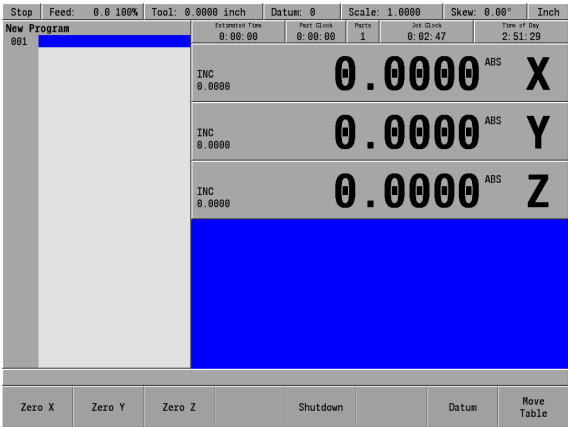 Stop Feed: 0.0 100% Tool: 0.0000 inch Datum: 0 Scale: 1.0000 Skew: 0.00° Inch
New Program
001
Estimated Time Part Clock Parts Job Clock Time of Day
0:00:00 0:00:00 1 0:02:47 2:51:29
INC
0.0000
0.0000 ABS X
INC
0.0000
0.0000 ABS Y
INC
0.0000
0.0000 ABS Z
Zero X Zero Y Zero Z Shutdown Datum Move Table